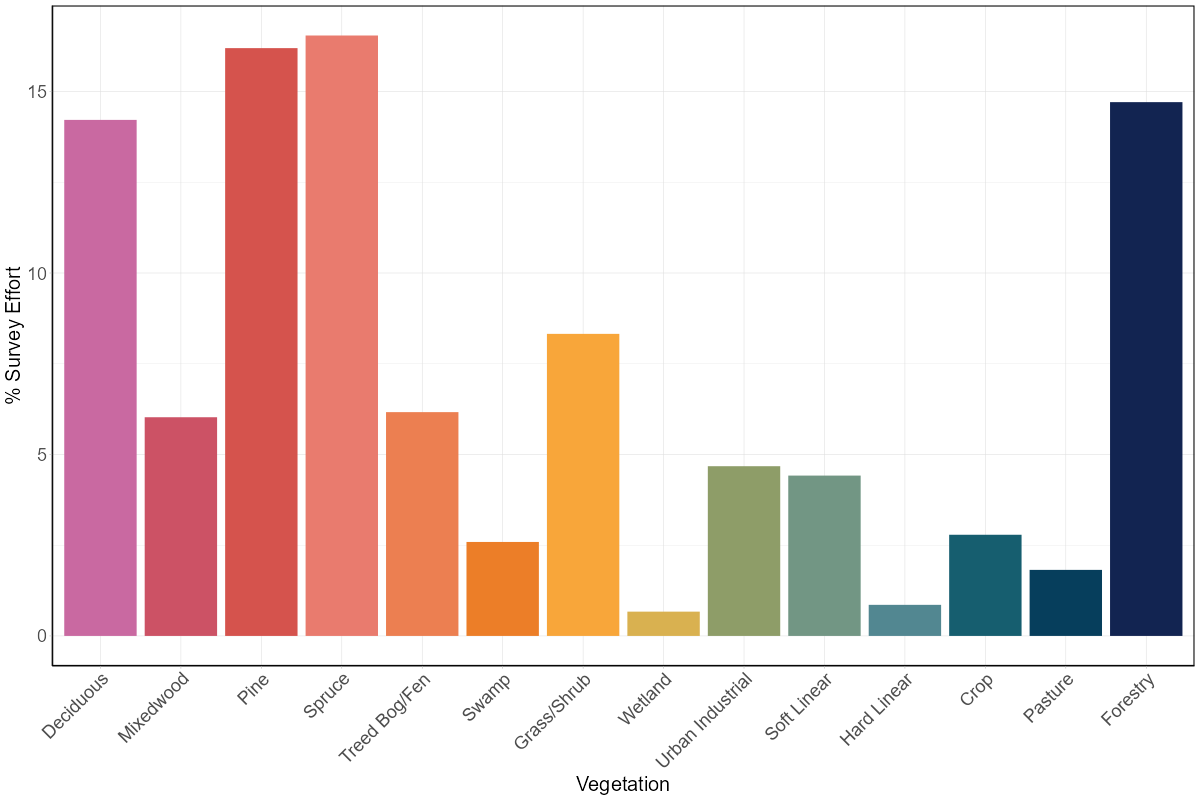 % Survey Effort
15
10
5
0
Deciduous
Mixedwood
Pine
Spruce
Treed Bog/Fen
Swamp
Grass/Shrub
Wetland
Urban Industrial
Soft Linear
Hard Linear
Crop
Pasture
Forestry
Vegetation